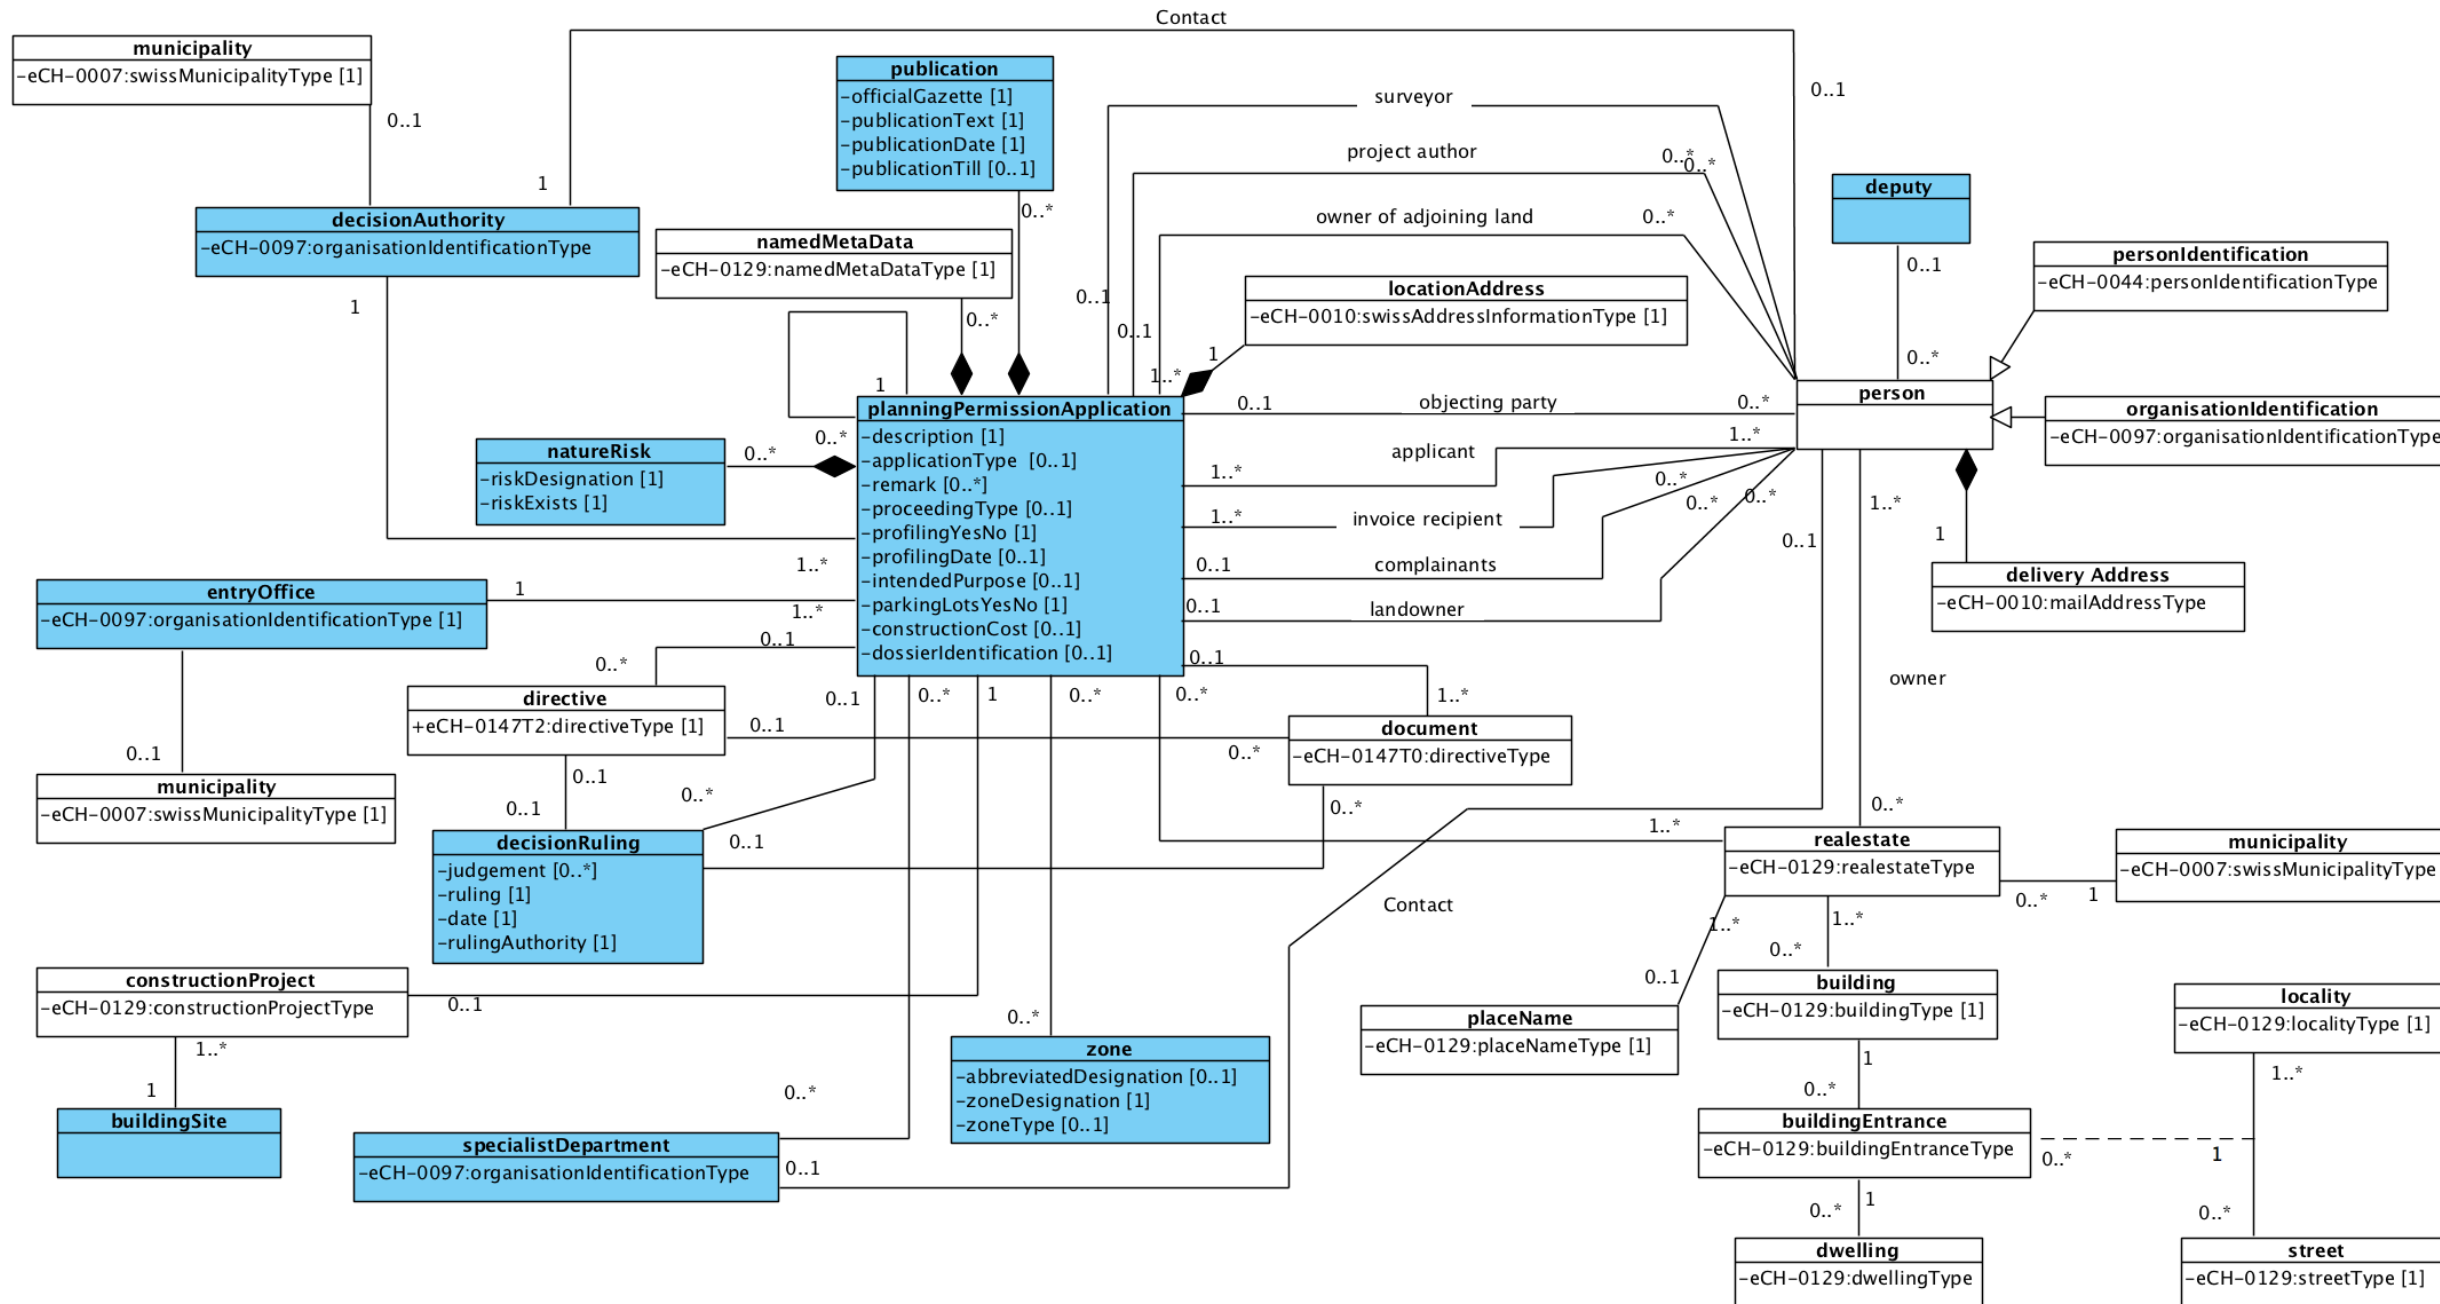 Contact
municipality
-eCH-0007:swissMunicipalityType [1]
0..1
publication
-officialGazette [1]
-publicationText [1]
-publicationDate [1]
-publicationTill [0..1]
0..1
surveyor
project author
0..*
0..*
1
deputy
decisionAuthority
-eCH-0097:organisationIdentificationType
0..*
owner of adjoining land
0..*
namedMetaData
-eCH-0129:namedMetaDataType [1]
0..1
personIdentification
-eCH-0044:personIdentificationType
locationAddress
-eCH-0010:swissAddressInformationType [1]
1
0..1
0..*
0..1
1
0..*
1..*
1
planningPermissionApplication
-description [1]
-applicationType  [0..1]
-remark [0..*]
-proceedingType [0..1]
-profilingYesNo [1]
-profilingDate [0..1]
-intendedPurpose [0..1]
-parkingLotsYesNo [1]
-constructionCost [0..1]
-dossierIdentification [0..1]
0..1
objecting party
0..*
person
organisationIdentification
-eCH-0097:organisationIdentificationType
0..*
natureRisk
-riskDesignation [1]
-riskExists [1]
0..*
1..*
applicant
1..*
0..*
0..*
0..*
1..*
invoice recipient
1..*
0..1
1
1..*
0..1
complainants
delivery Address
-eCH-0010:mailAddressType
entryOffice
-eCH-0097:organisationIdentificationType [1]
1
1..*
0..1
landowner
0..1
0..*
0..1
owner
directive
+eCH-0147T2:directiveType [1]
0..1
0..*
1
0..*
0..*
1..*
0..1
document
-eCH-0147T0:directiveType
0..*
0..1
0..1
municipality
-eCH-0007:swissMunicipalityType [1]
0..*
0..1
0..*
0..*
1..*
decisionRuling
-judgement [0..*]
-ruling [1]
-date [1]
-rulingAuthority [1]
0..1
realestate
-eCH-0129:realestateType
municipality
-eCH-0007:swissMunicipalityType
0..*
1
Contact
1..*
1..*
0..*
0..1
constructionProject
-eCH-0129:constructionProjectType
0..1
building
-eCH-0129:buildingType [1]
locality
-eCH-0129:localityType [1]
placeName
-eCH-0129:placeNameType [1]
0..*
1..*
1
zone
-abbreviatedDesignation [0..1]
-zoneDesignation [1]
-zoneType [0..1]
1
0..*
1..*
0..*
buildingSite
buildingEntrance
-eCH-0129:buildingEntranceType
0..*
1
specialistDepartment
-eCH-0097:organisationIdentificationType
0..1
1
0..*
0..*
dwelling
-eCH-0129:dwellingType
street
-eCH-0129:streetType [1]